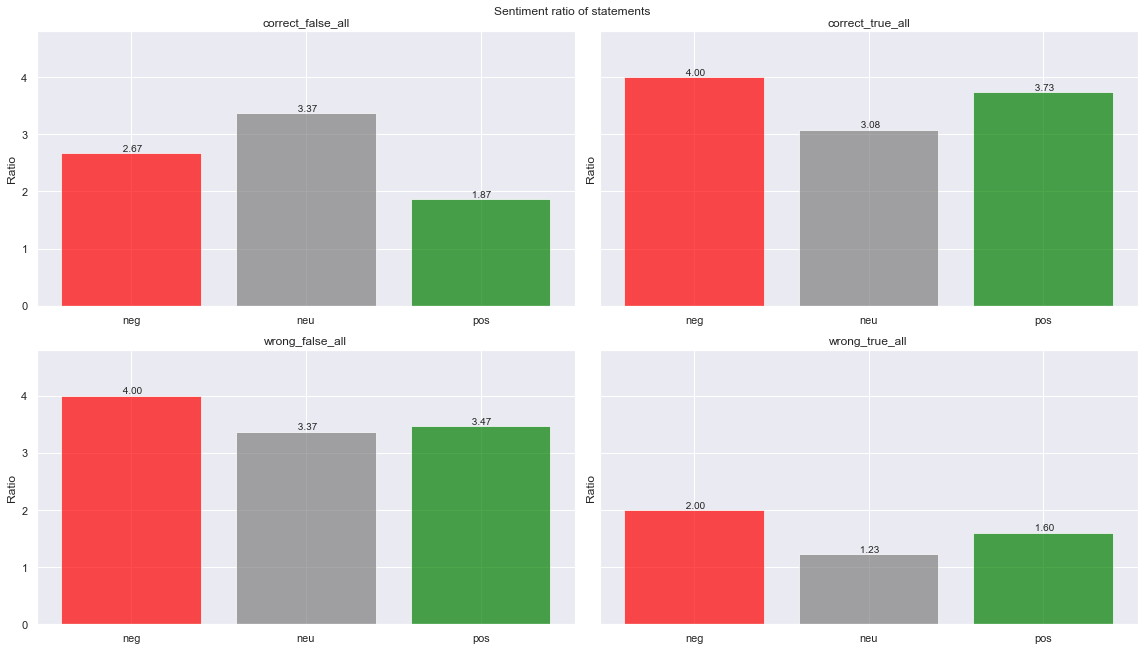 Sentiment ratio of statements
correct_false_all
correct_true_all
4
3
2
1
0
Ratio
2.67
3.37
1.87
neg
neu
pos
Ratio
4.00
3.08
3.73
neg
neu
pos
wrong_false_all
wrong_true_all
4
3
2
1
0
Ratio
4.00
3.37
3.47
neg
neu
pos
Ratio
2.00
1.23
1.60
neg
neu
pos